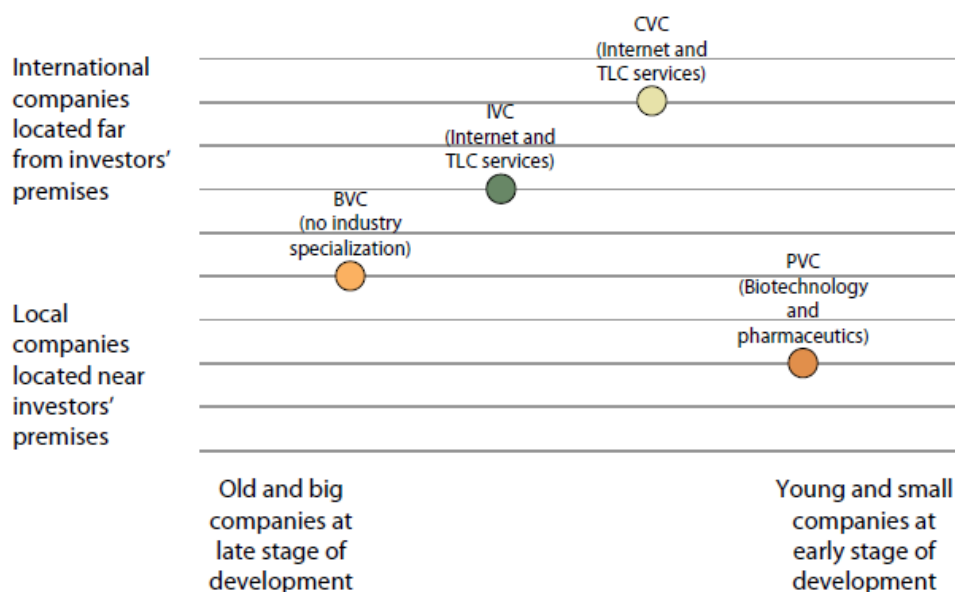 CVC
(Internet and
TLC services)
International
companies
located far
from investors’
premises
IVC
(Internet and
TLC services)
BVC
(no industry
specialization)
PVC
(Biotechnology
and
pharmaceutics)
Local
companies
located near
investors’
premises
Old and big
companies at
late stage of
development
Young and small
companies at
early stage of
development